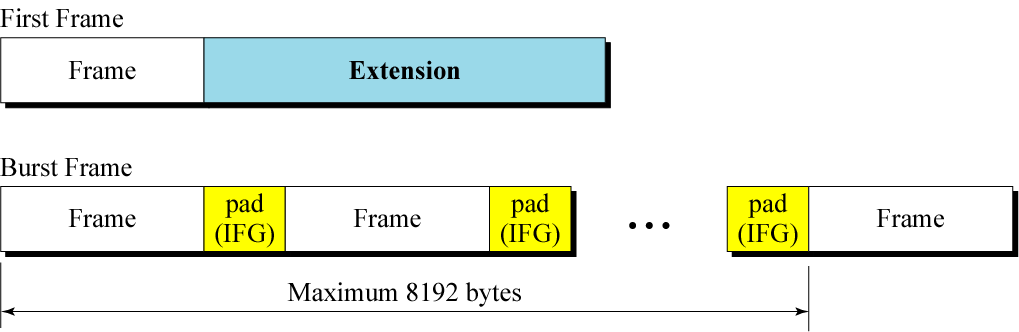 First Frame
Frame
Extension
Burst Frame
Frame
pad
(IFG)
Frame
pad
(IFG)
...
pad
(IFG)
Frame
Maximum 8192 bytes